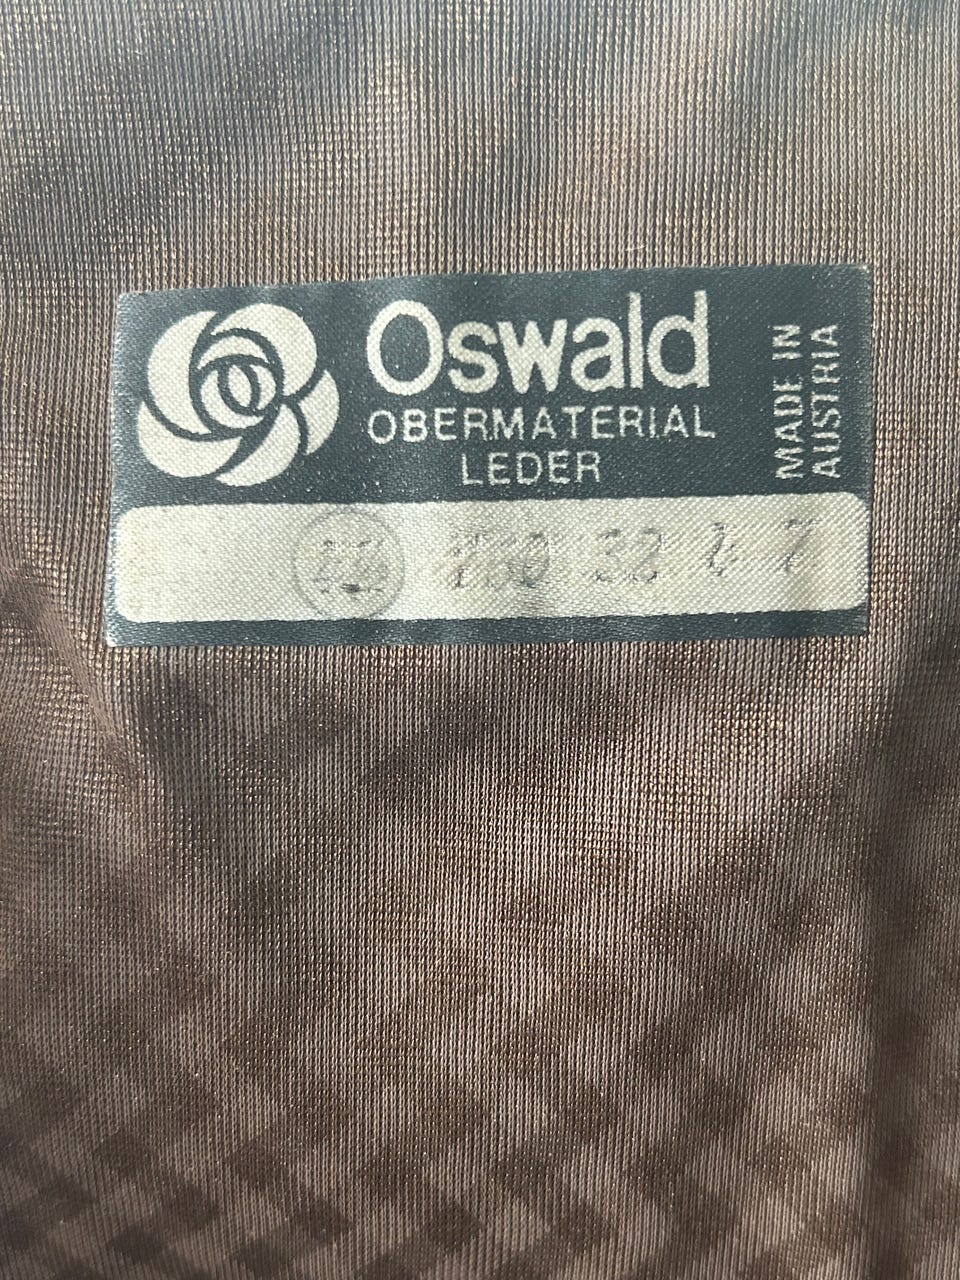 Oswald
OBERMATERIAL
LEDER
MADE IN
AUSTRIA